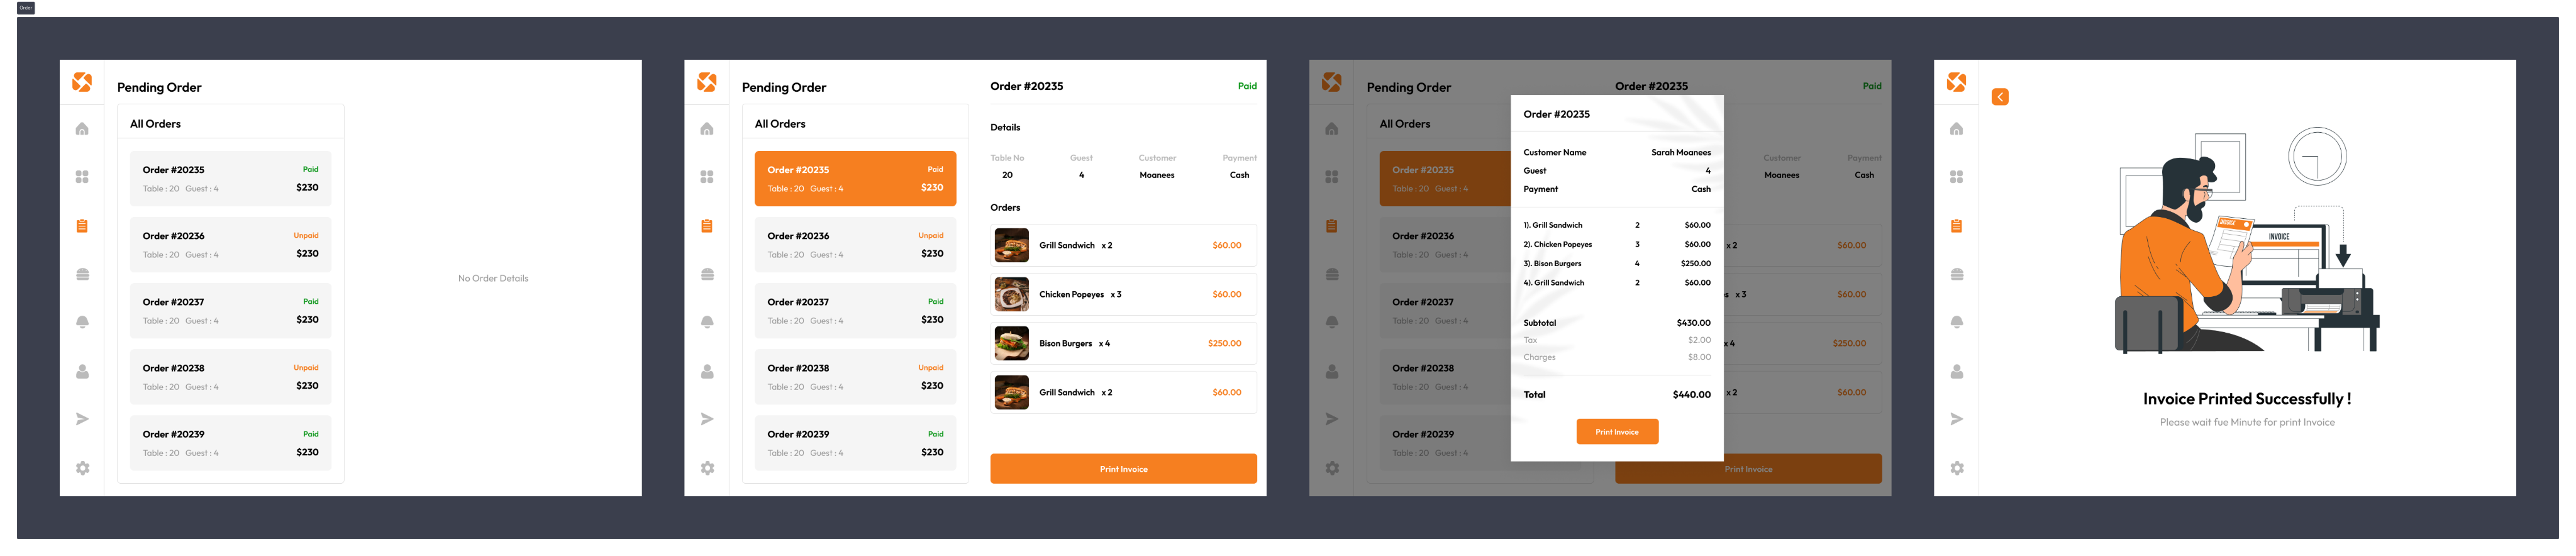 Order
Pending Order
All Orders
Order #20235 Paid
Table : 20 Guest : 4 $230
Order #20236 Unpaid
Table : 20 Guest : 4 $230
Order #20237 Paid
Table : 20 Guest : 4 $230
Order #20238 Unpaid
Table : 20 Guest : 4 $230
Order #20239 Paid
Table : 20 Guest : 4 $230
No Order Details
Pending Order
All Orders
Order #20235 Paid
Table : 20 Guest : 4 $230
Order #20236 Unpaid
Table : 20 Guest : 4 $230
Order #20237 Paid
Table : 20 Guest : 4 $230
Order #20238 Unpaid
Table : 20 Guest : 4 $230
Order #20239 Paid
Table : 20 Guest : 4 $230
Order #20235 Paid
Details
Table No Guest Customer Payment
20 4 Moanees Cash
Orders
Grill Sandwich x 2 $60.00
Chicken Popeyes x 3 $60.00
Bison Burgers x 4 $250.00
Grill Sandwich x 2 $60.00
Print Invoice
Pending Order
All Orders
Order #20235
Table : 20 Guest : 4
Order #20236
Table : 20 Guest : 4
Order #20237
Table : 20 Guest : 4
Order #20238
Table : 20 Guest : 4
Order #20239
Table : 20 Guest : 4
Order #20235 Paid
Customer Payment
Moanees Cash
x 2 $60.00
s x 3 $60.00
x 4 $250.00
x 2 $60.00
Print Invoice
Order #20235
Customer Name Sarah Moanees
Guest 4
Payment Cash
1). Grill Sandwich 2 $60.00
2). Chicken Popeyes 3 $60.00
3). Bison Burgers 4 $250.00
4). Grill Sandwich 2 $60.00
Subtotal $430.00
Tax $2.00
Charges $8.00
Total $440.00
Print Invoice
INVOICE
INVOICE
Invoice Printed Successfully !
Please wait fue Minute for print Invoice